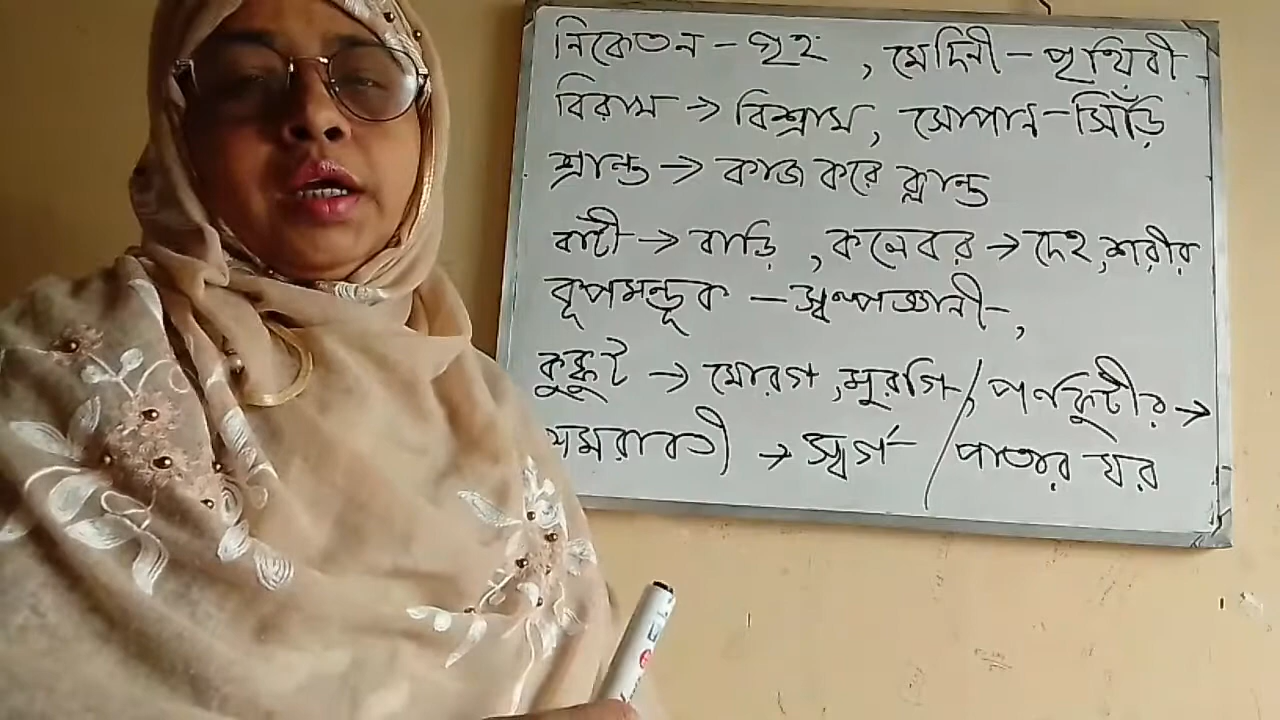 নিকেতন - গৃহ, মেদিনী - পৃথিবী
বিরাম → বিশ্রাম, সোপান - সিঁড়ি
শ্রান্ত → কাজ করে ক্লান্ত
বাটী → বাড়ি, কলেবর → দেহ, শরীর
কূপমন্ডূক - স্বল্পজ্ঞানী,
কুক্কুট → মোরগ, মুরগি / পর্ণকুটীর →
অমরাবতী → স্বর্গ / পাতার ঘর